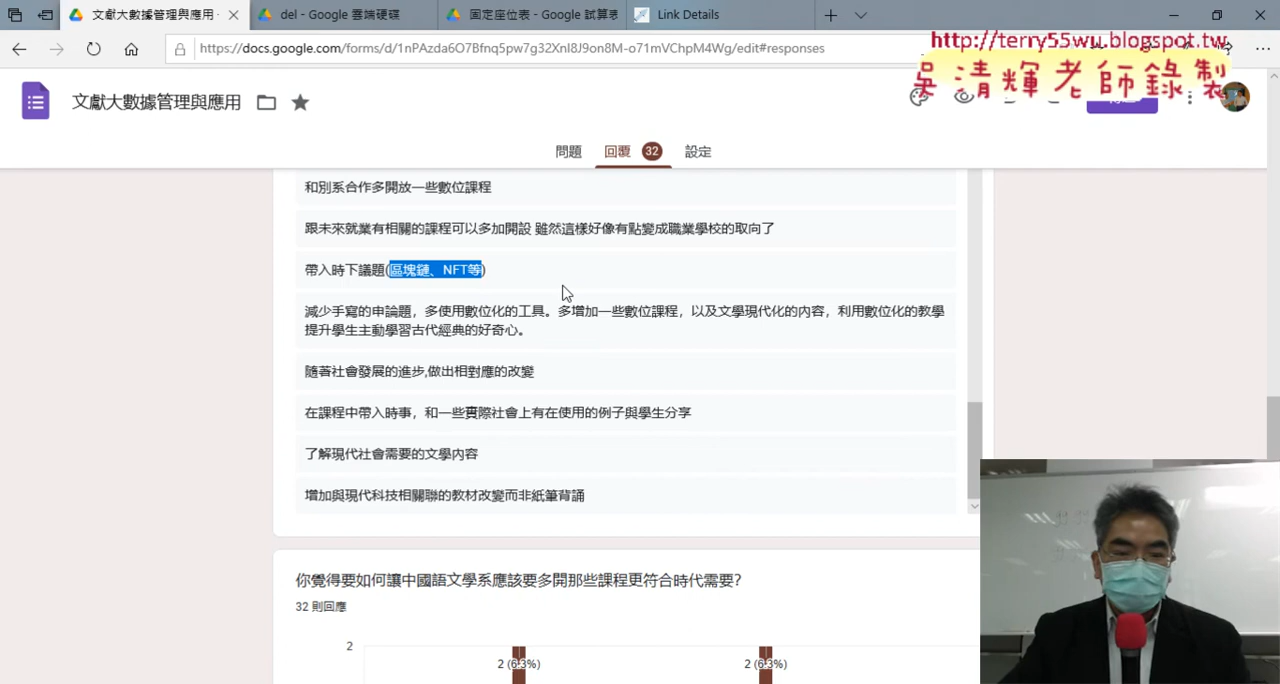 文獻大數據管理與應用 -
del - Google 雲端硬碟
固定座位表 - Google 試算表
Link Details
https://docs.google.com/forms/d/1nPAzda6O7Bfnq5pw7g32Xnl8J9on8M-o71mVChpM4Wg/edit#responses
http://terry55wu.blogspot.tw
吳清輝老師錄製
文獻大數據管理與應用
問題
回覆 32
設定
和別系合作多開放一些數位課程
跟未來就業有相關的課程可以多加開設 雖然這樣好像有點變成職業學校的取向了
帶入時下議題(區塊鏈、NFT等)
減少手寫的申論題，多使用數位化的工具。多增加一些數位課程，以及文學現代化的內容，利用數位化的教學
提升學生主動學習古代經典的好奇心。
隨著社會發展的進步,做出相對應的改變
在課程中帶入時事，和一些實際社會上有在使用的例子與學生分享
了解現代社會需要的文學內容
增加與現代科技相關聯的教材改變而非紙筆背誦
你覺得要如何讓中國語文學系應該要多開那些課程更符合時代需要?
32 則回應
2
2 (6.3%)
2 (6.3%)